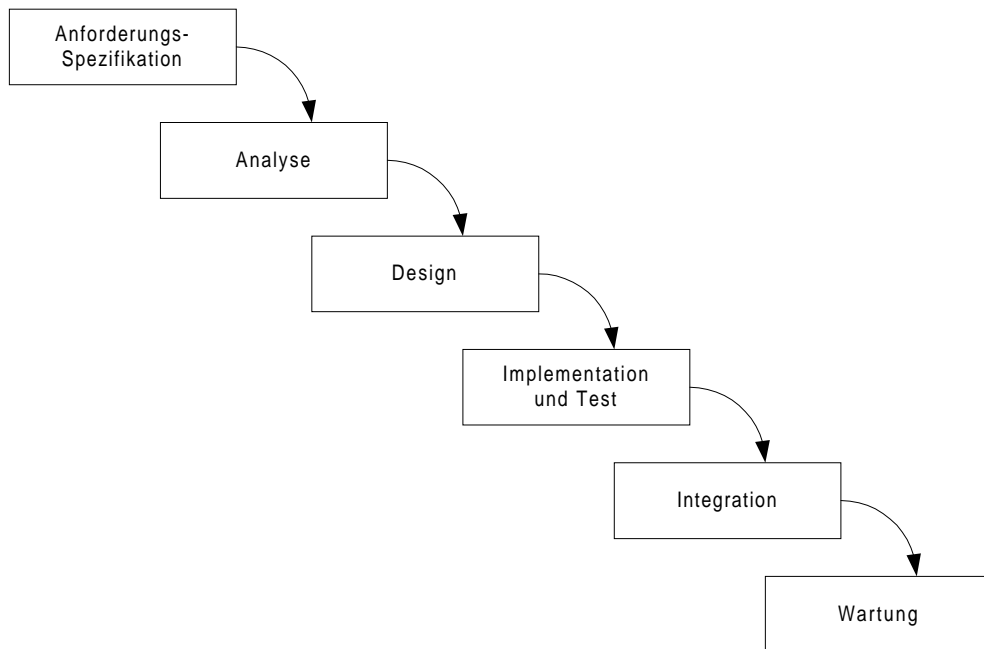 Anforderungs-
Spezifikation
Analyse
Design
Implementation
und Test
Integration
Wartung